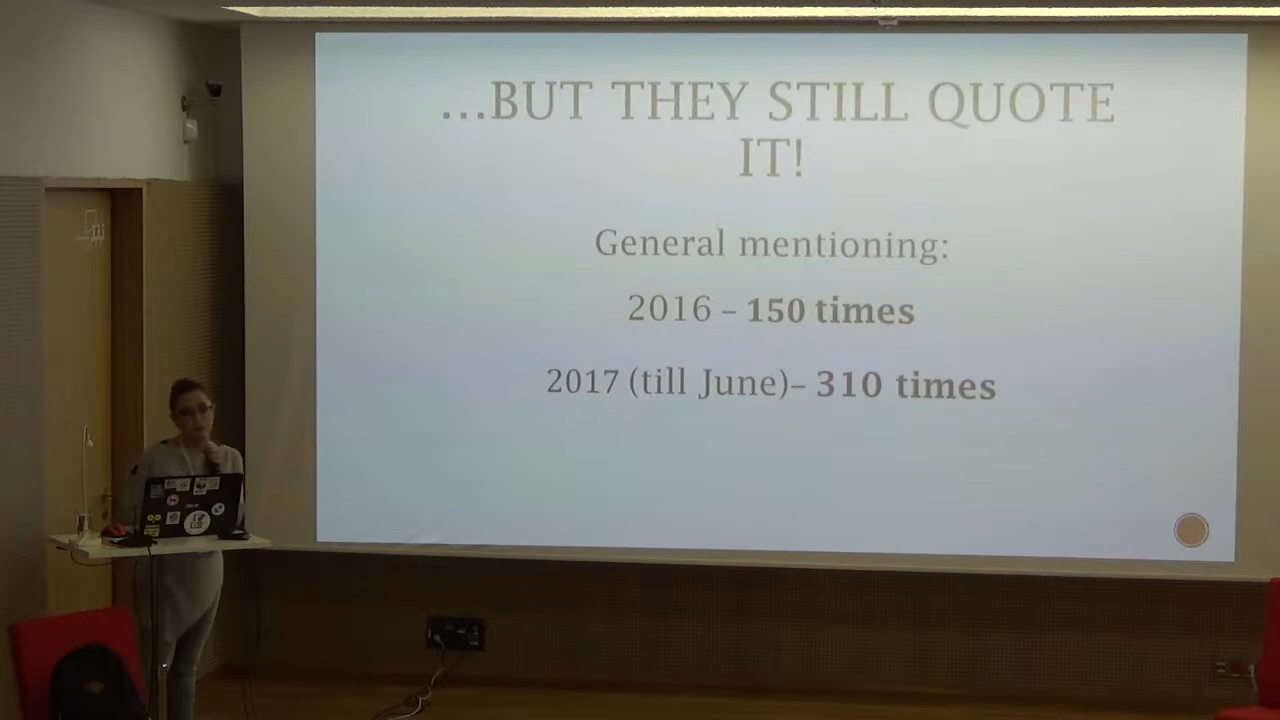 ...BUT THEY STILL QUOTE
IT!
General mentioning:
2016 – 150 times
2017 (till June)– 310 times